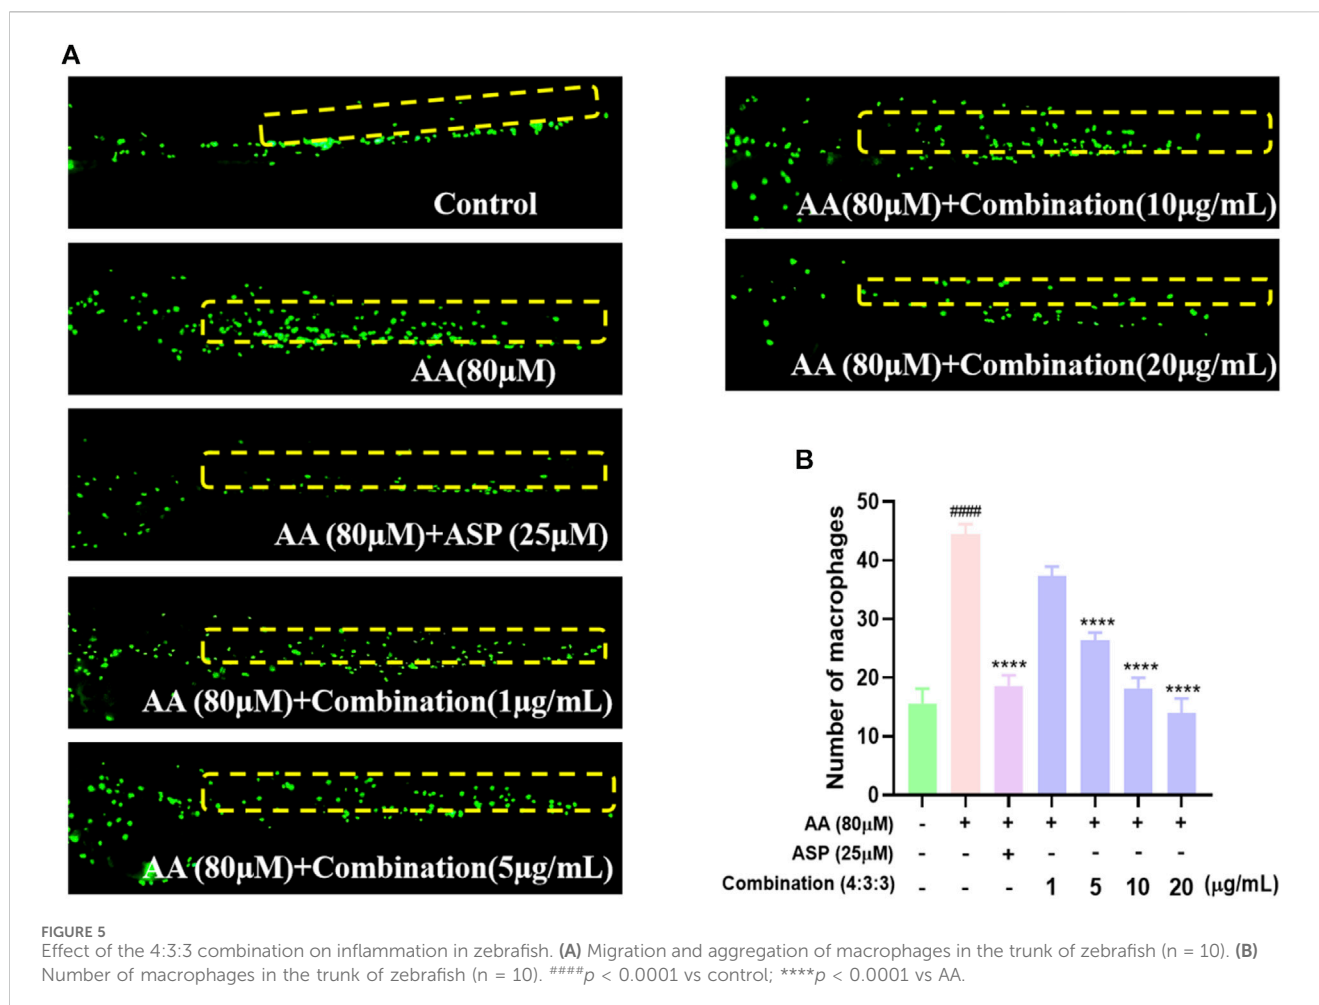 A
Control
AA(80μM)
AA (80μM)+ASP (25μM)
AA (80μM)+Combination(1μg/mL)
AA (80μM)+Combination(5μg/mL)
AA(80μM)+Combination(10μg/mL)
AA (80μM)+Combination(20μg/mL)
B
Number of macrophages
50
40
30
20
10
0
####
****
****
****
****
AA (80μM) - + + + + + +
ASP (25μM) - - + - - - -
Combination (4:3:3) - - - 1 5 10 20 (μg/mL)
FIGURE 5
Effect of the 4:3:3 combination on inflammation in zebrafish. (A) Migration and aggregation of macrophages in the trunk of zebrafish (n = 10). (B)
Number of macrophages in the trunk of zebrafish (n = 10). ####p < 0.0001 vs control; ****p < 0.0001 vs AA.